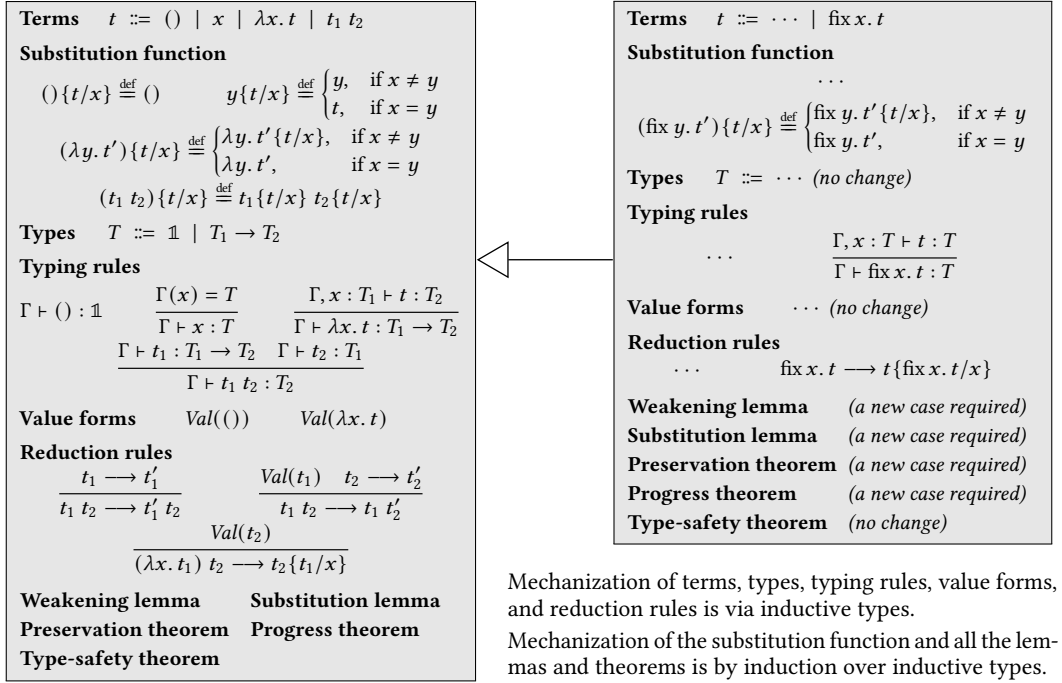 Terms t ::= () | x | λx. t | t₁ t₂
Substitution function
(){t/x} ≝ () y{t/x} ≝ { y, if x ≠ y
t, if x = y
(λy. t′){t/x} ≝ { λy. t′{t/x}, if x ≠ y
λy. t′, if x = y
(t₁ t₂){t/x} ≝ t₁{t/x} t₂{t/x}
Types T ::= 𝟙 | T₁ → T₂
Typing rules
Γ ⊢ () : 𝟙
Γ(x) = T
Γ ⊢ x : T
Γ, x : T₁ ⊢ t : T₂
Γ ⊢ λx. t : T₁ → T₂
Γ ⊢ t₁ : T₁ → T₂ Γ ⊢ t₂ : T₁
Γ ⊢ t₁ t₂ : T₂
Value forms Val(()) Val(λx. t)
Reduction rules
t₁ ⟶ t₁′
t₁ t₂ ⟶ t₁′ t₂
Val(t₁) t₂ ⟶ t₂′
t₁ t₂ ⟶ t₁ t₂′
Val(t₂)
(λx. t₁) t₂ ⟶ t₂{t₁/x}
Weakening lemma Substitution lemma
Preservation theorem Progress theorem
Type-safety theorem
Terms t ::= ··· | fix x. t
Substitution function
···
(fix y. t′){t/x} ≝ { fix y. t′{t/x}, if x ≠ y
fix y. t′, if x = y
Types T ::= ··· (no change)
Typing rules
···
Γ, x : T ⊢ t : T
Γ ⊢ fix x. t : T
Value forms ··· (no change)
Reduction rules
··· fix x. t ⟶ t{fix x. t/x}
Weakening lemma (a new case required)
Substitution lemma (a new case required)
Preservation theorem (a new case required)
Progress theorem (a new case required)
Type-safety theorem (no change)
Mechanization of terms, types, typing rules, value forms,
and reduction rules is via inductive types.
Mechanization of the substitution function and all the lem-
mas and theorems is by induction over inductive types.